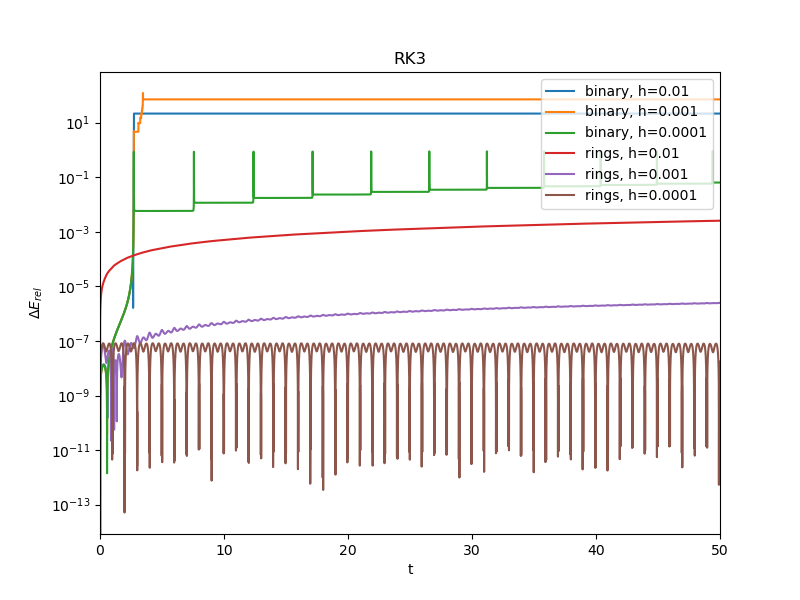 RK3
binary, h=0.01
binary, h=0.001
binary, h=0.0001
rings, h=0.01
rings, h=0.001
rings, h=0.0001
10¹
10⁻¹
10⁻³
10⁻⁵
10⁻⁷
10⁻⁹
10⁻¹¹
10⁻¹³
ΔE_rel
0 10 20 30 40 50
t